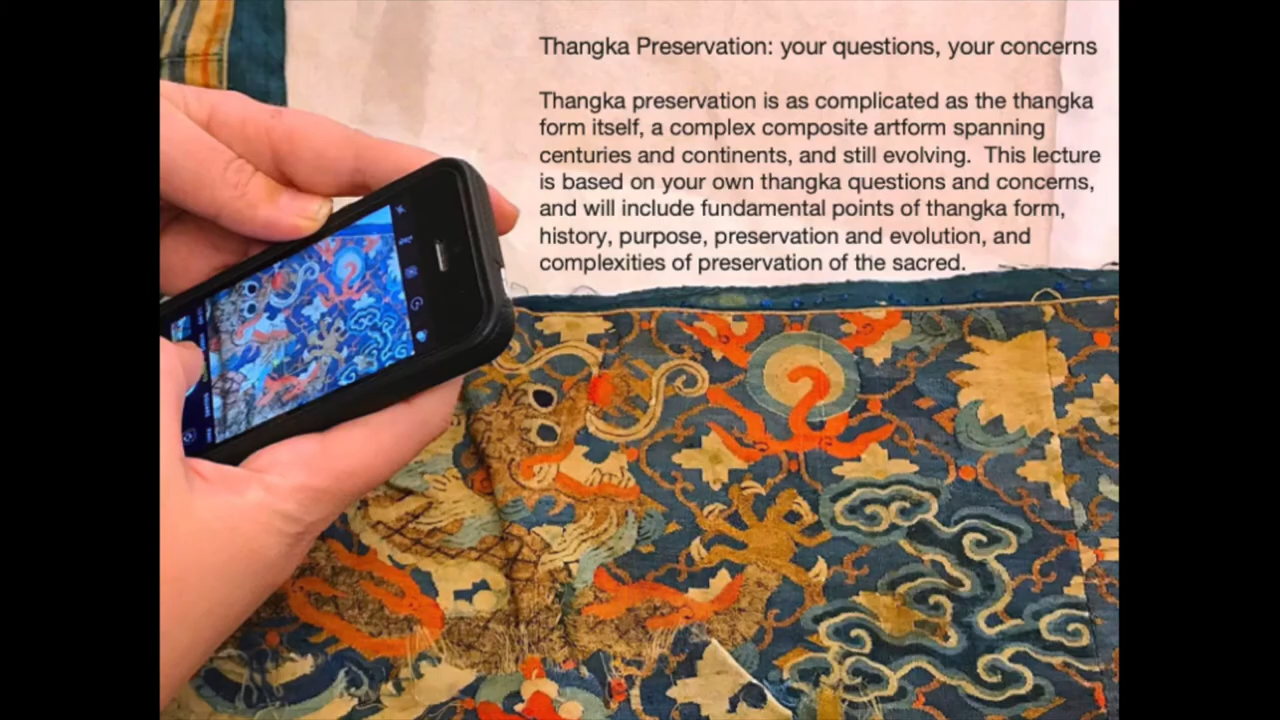 Thangka Preservation: your questions, your concerns
Thangka preservation is as complicated as the thangka
form itself, a complex composite artform spanning
centuries and continents, and still evolving.  This lecture
is based on your own thangka questions and concerns,
and will include fundamental points of thangka form,
history, purpose, preservation and evolution, and
complexities of preservation of the sacred.